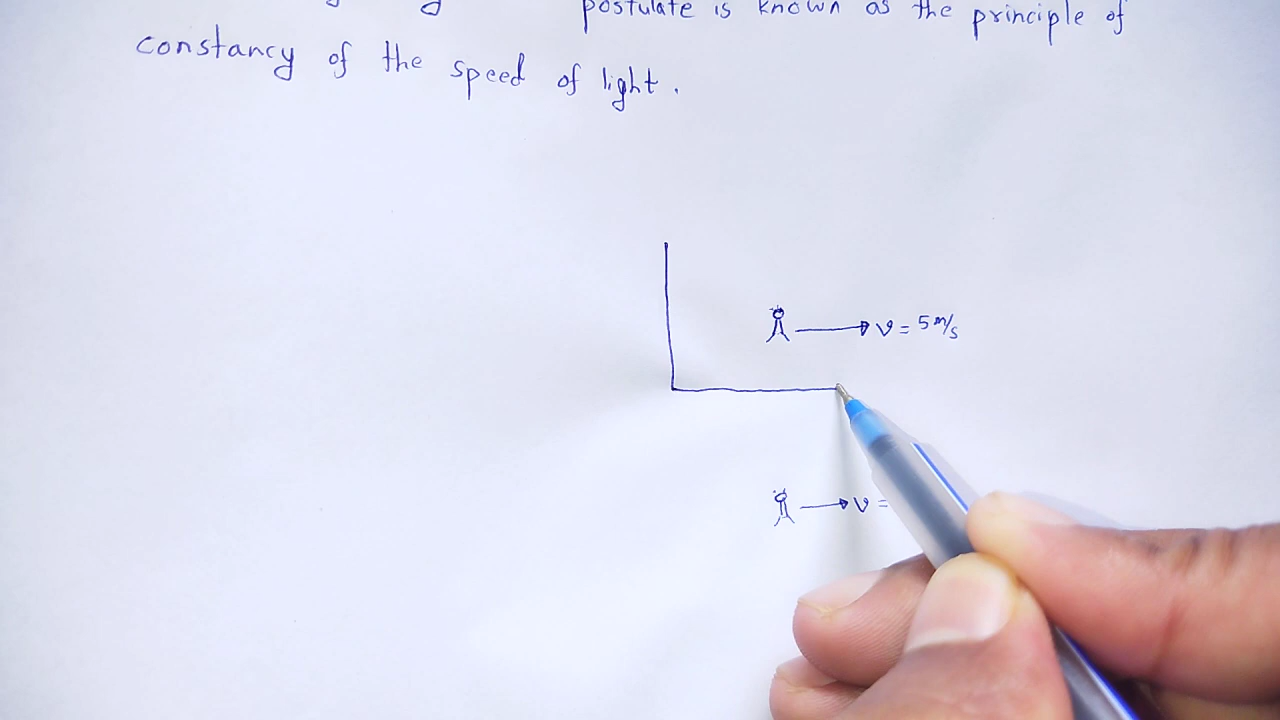 postulate is known as the principle of
constancy of the speed of light.
v = 5 m/s
v =